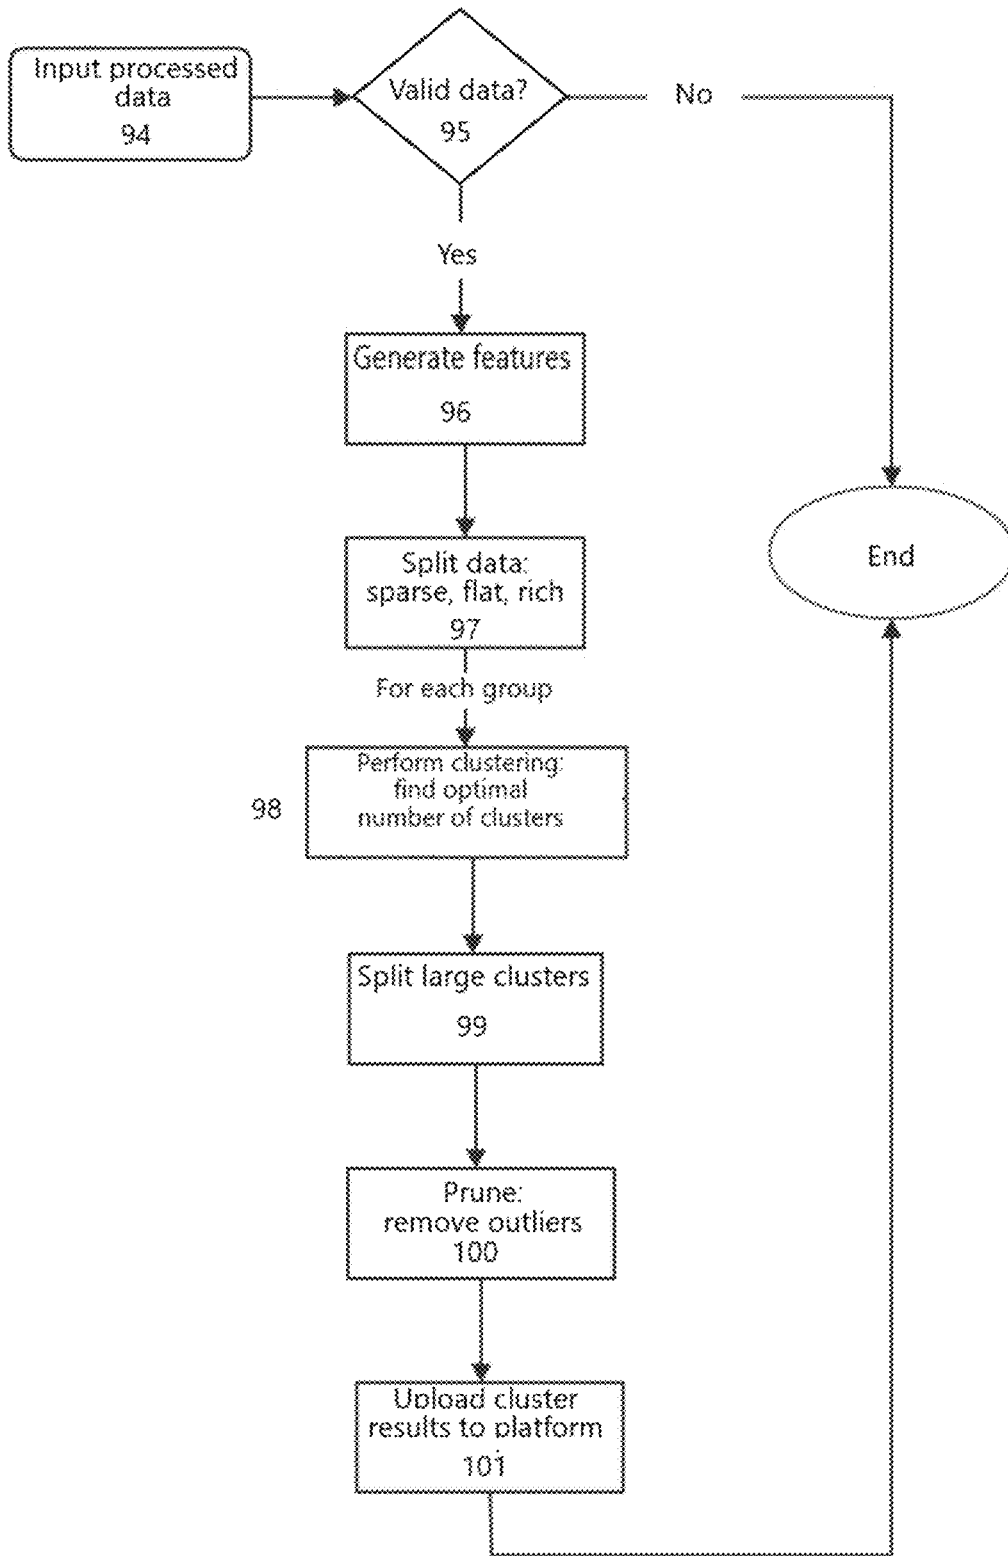 Input processed
data
94
Valid data?
95
No
Yes
Generate features
96
End
Split data:
sparse, flat, rich
97
For each group
Perform clustering:
find optimal
number of clusters
98
Split large clusters
99
Prune:
remove outliers
100
Upload cluster
results to platform
101